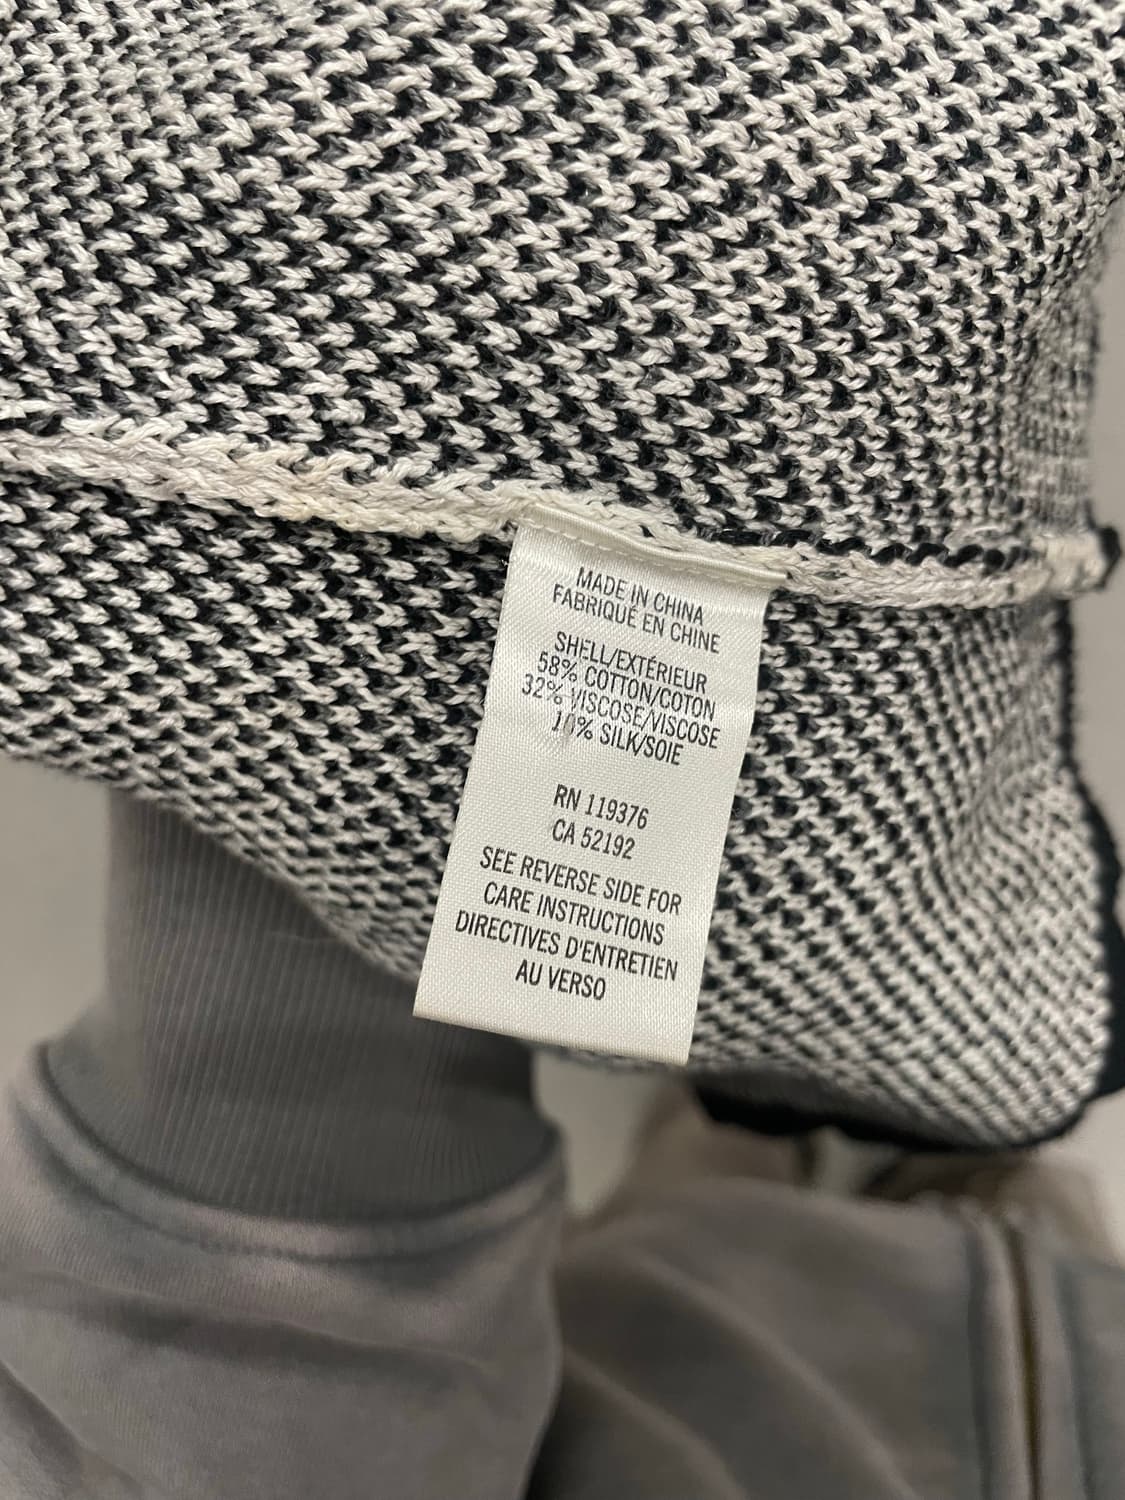 MADE IN CHINA
FABRIQUÉ EN CHINE
SHELL/EXTÉRIEUR
58% COTTON/COTON
32% VISCOSE/VISCOSE
10% SILK/SOIE
RN 119376
CA 52192
SEE REVERSE SIDE FOR
CARE INSTRUCTIONS
DIRECTIVES D'ENTRETIEN
AU VERSO